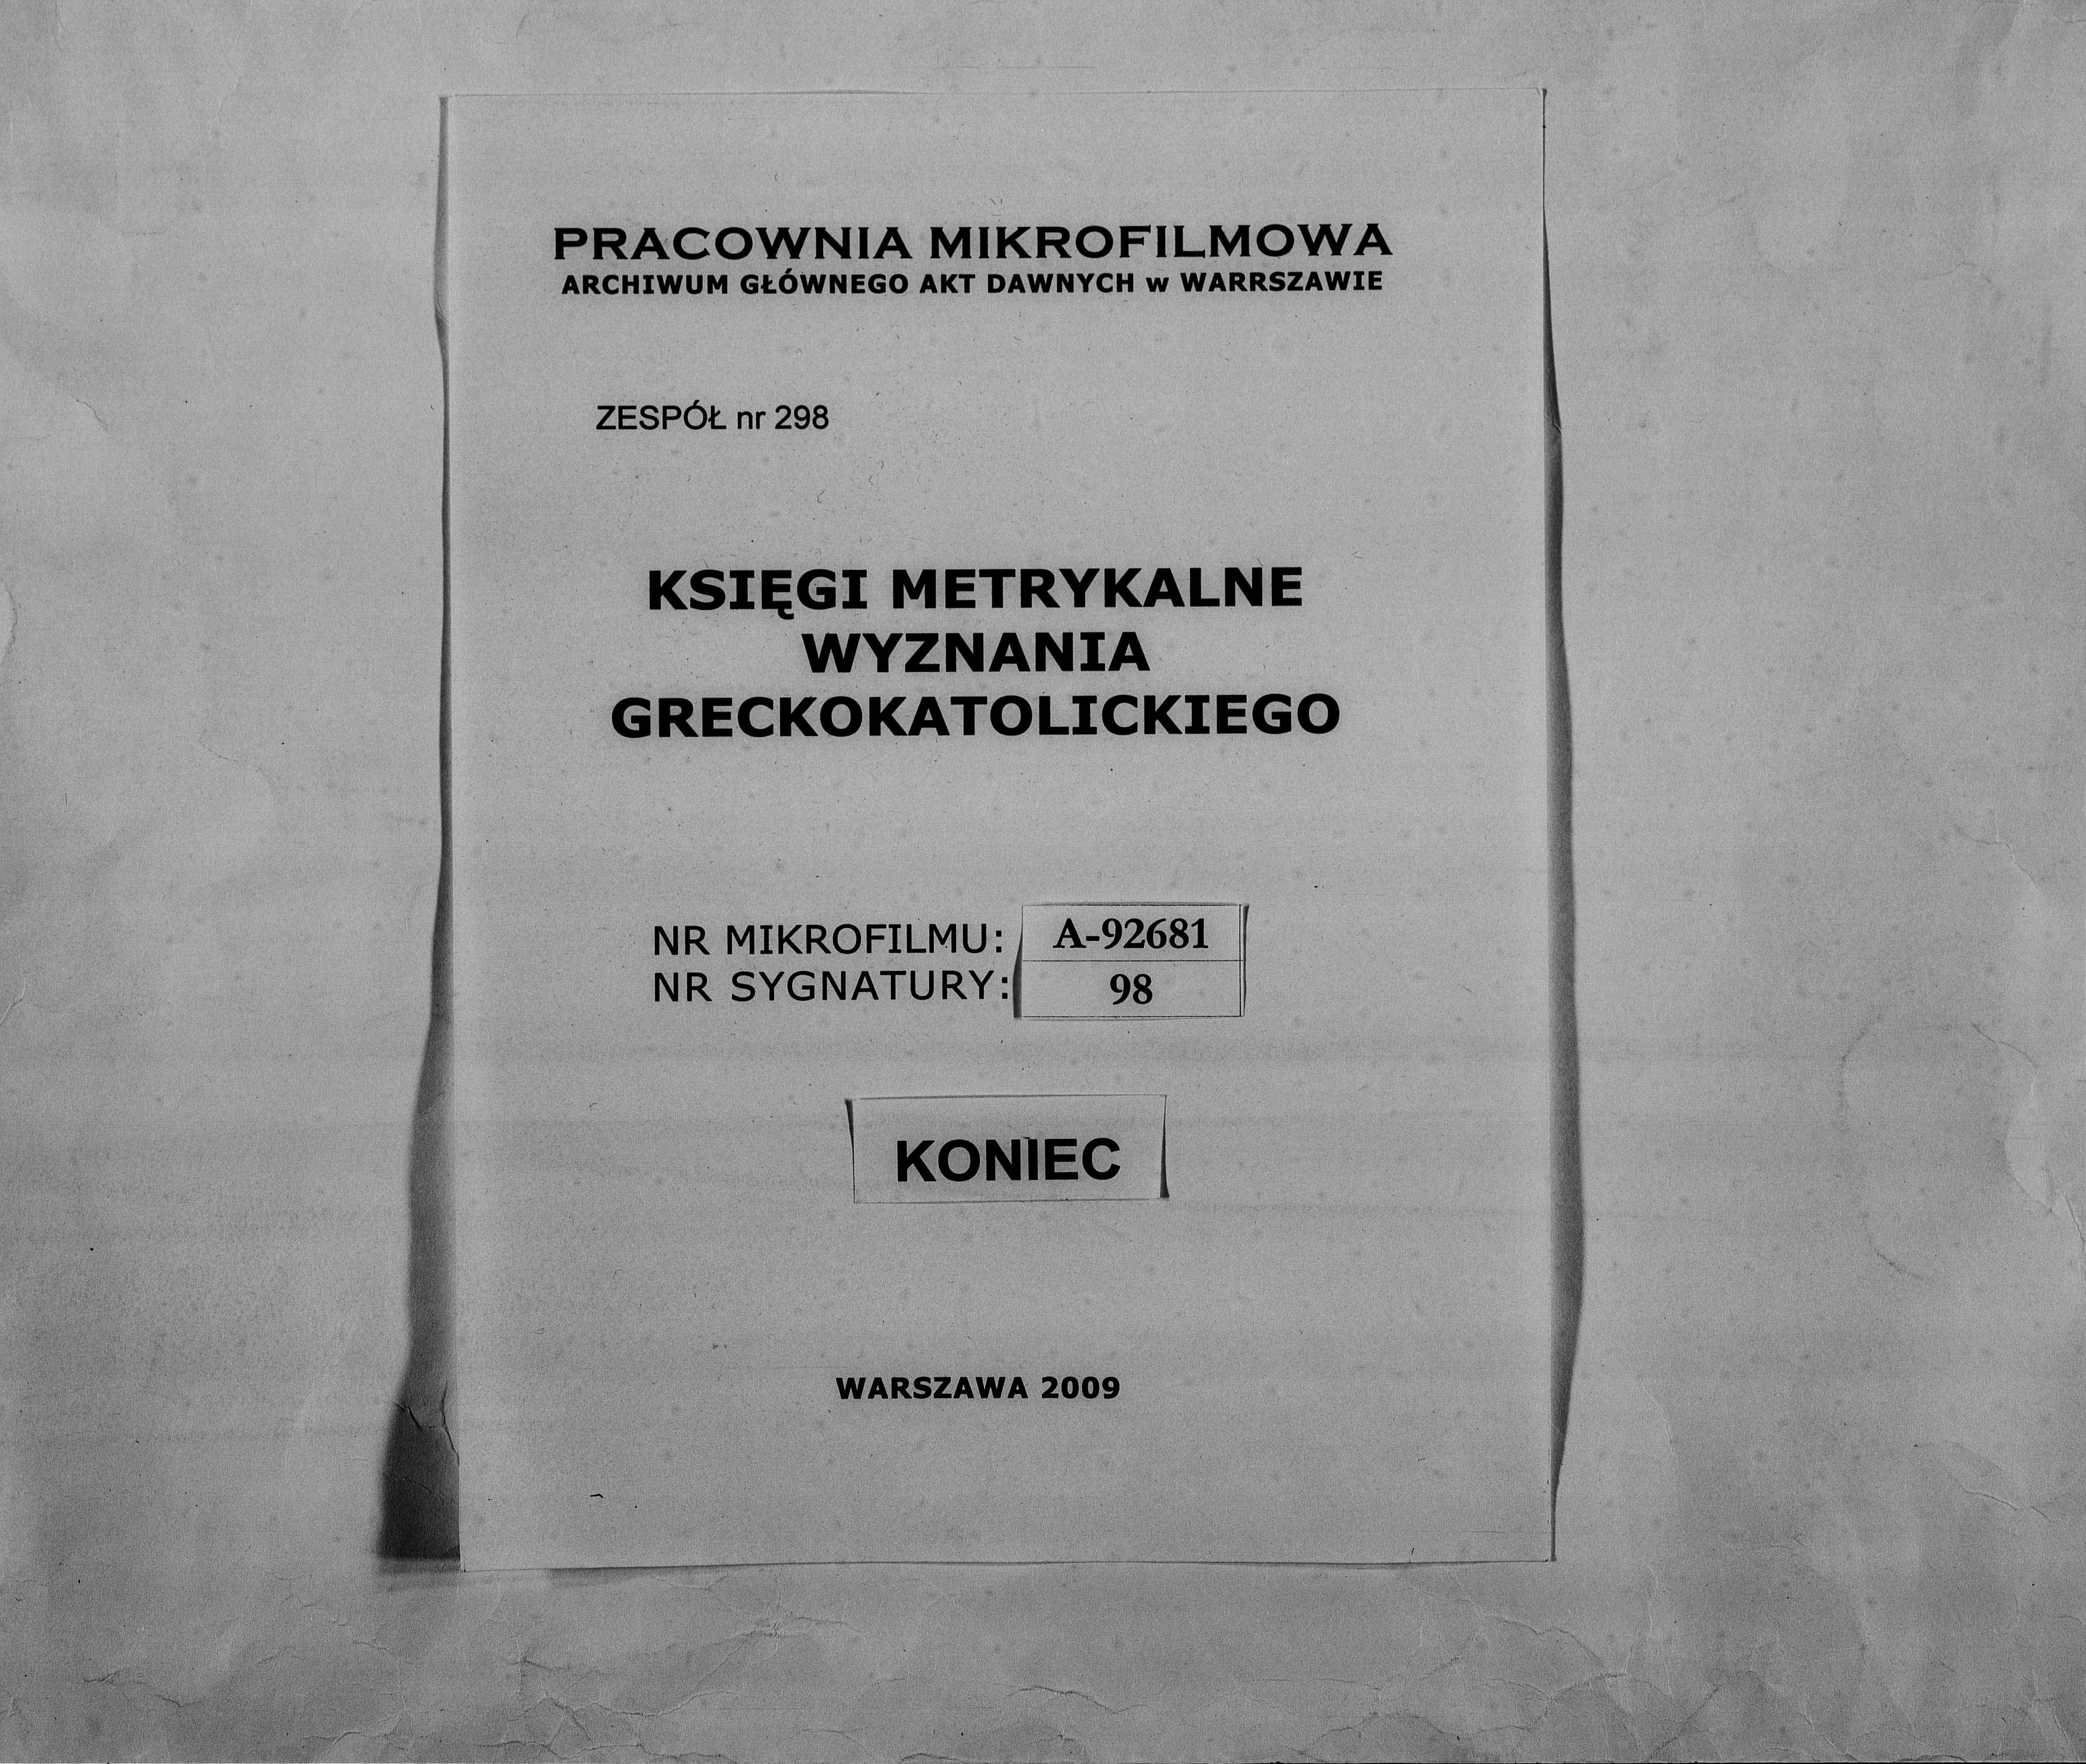 PRACOWNIA MIKROFILMOWA
ARCHIWUM GŁÓWNEGO AKT DAWNYCH w WARRSZAWIE
ZESPÓŁ nr 298
KSIĘGI METRYKALNE
WYZNANIA
GRECKOKATOLICKIEGO
NR MIKROFILMU: A-92681
NR SYGNATURY: 98
KONIEC
WARSZAWA 2009